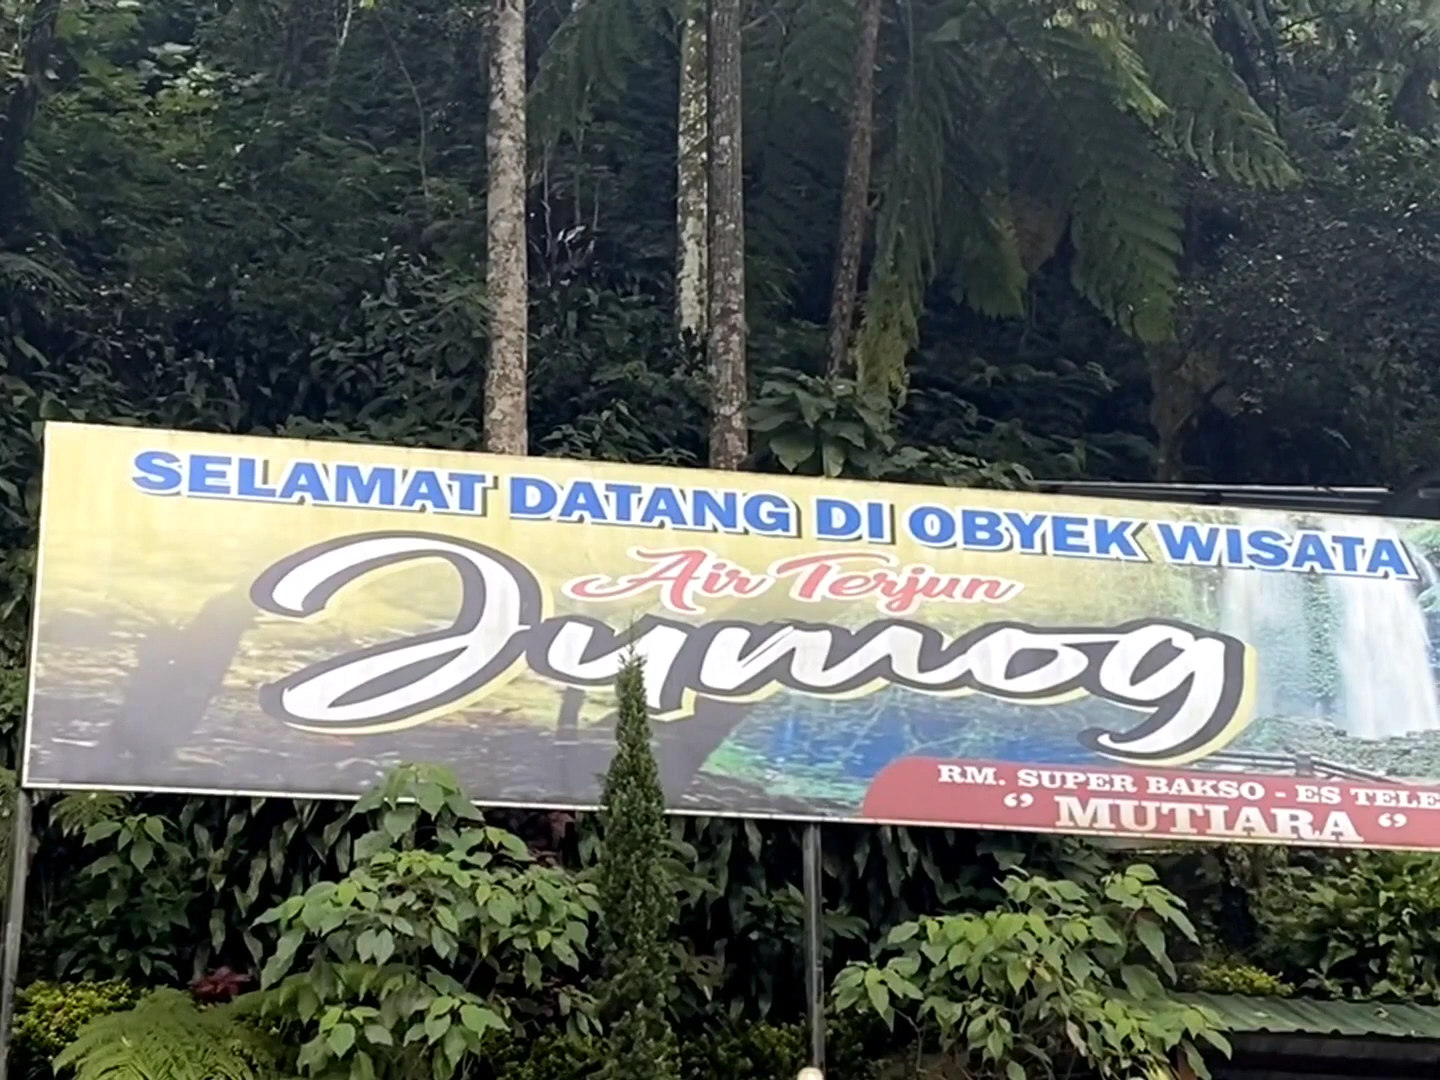 SELAMAT DATANG DI OBYEK WISATA
Air Terjun
Jumog
RM. SUPER BAKSO - ES TELE
“ MUTIARA ”